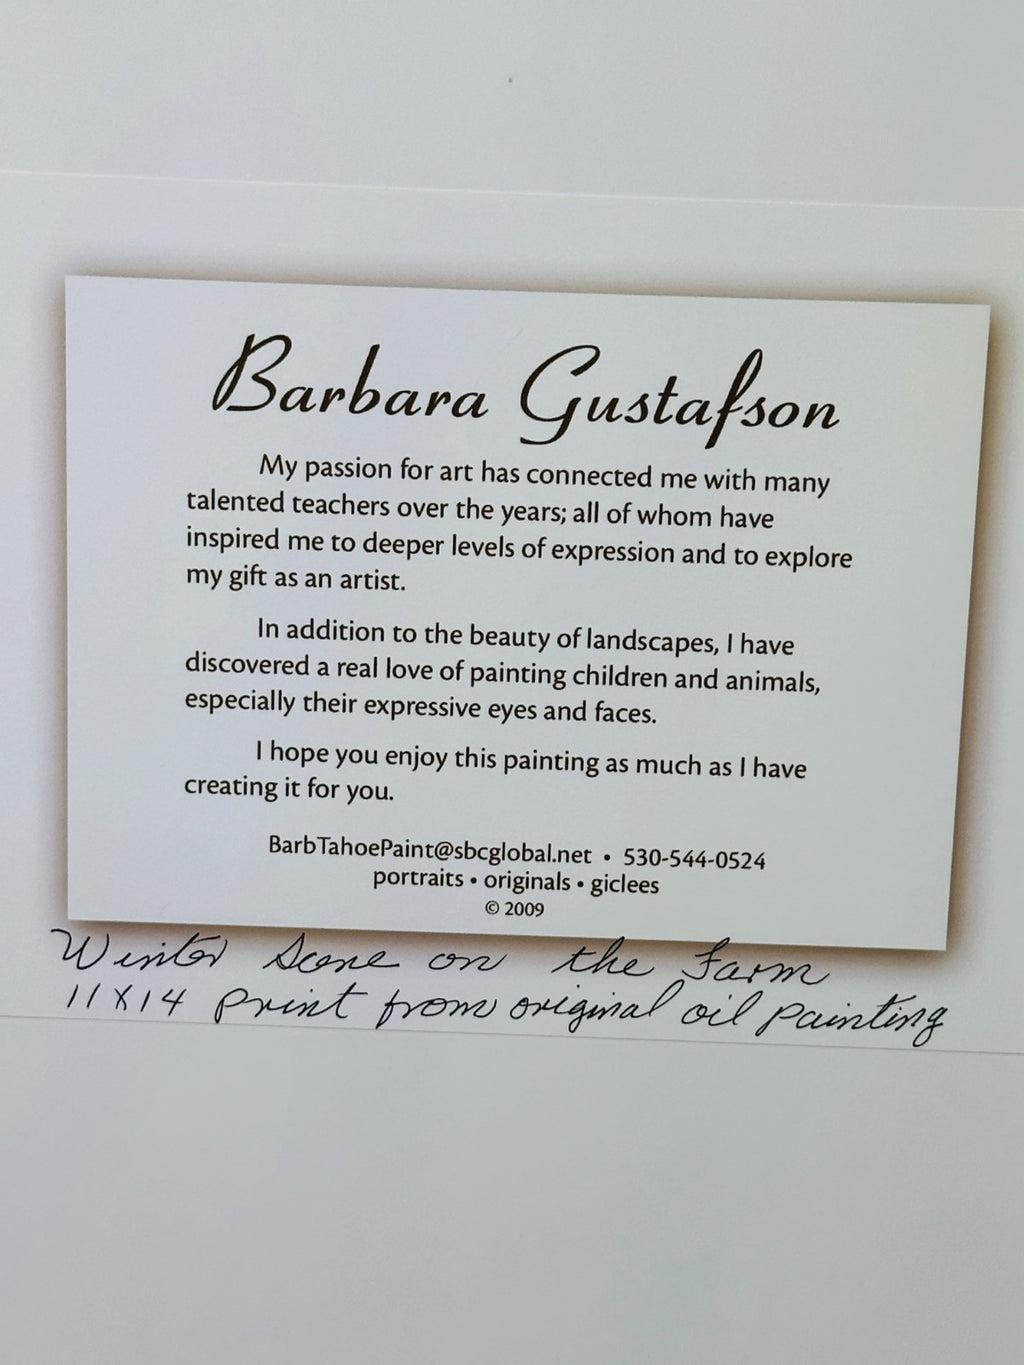 Barbara Gustafson
My passion for art has connected me with many
talented teachers over the years; all of whom have
inspired me to deeper levels of expression and to explore
my gift as an artist.
In addition to the beauty of landscapes, I have
discovered a real love of painting children and animals,
especially their expressive eyes and faces.
I hope you enjoy this painting as much as I have
creating it for you.
BarbTahoePaint@sbcglobal.net • 530-544-0524
portraits • originals • giclees
© 2009
Winter Scene on the Farm
11X14 print from original oil painting